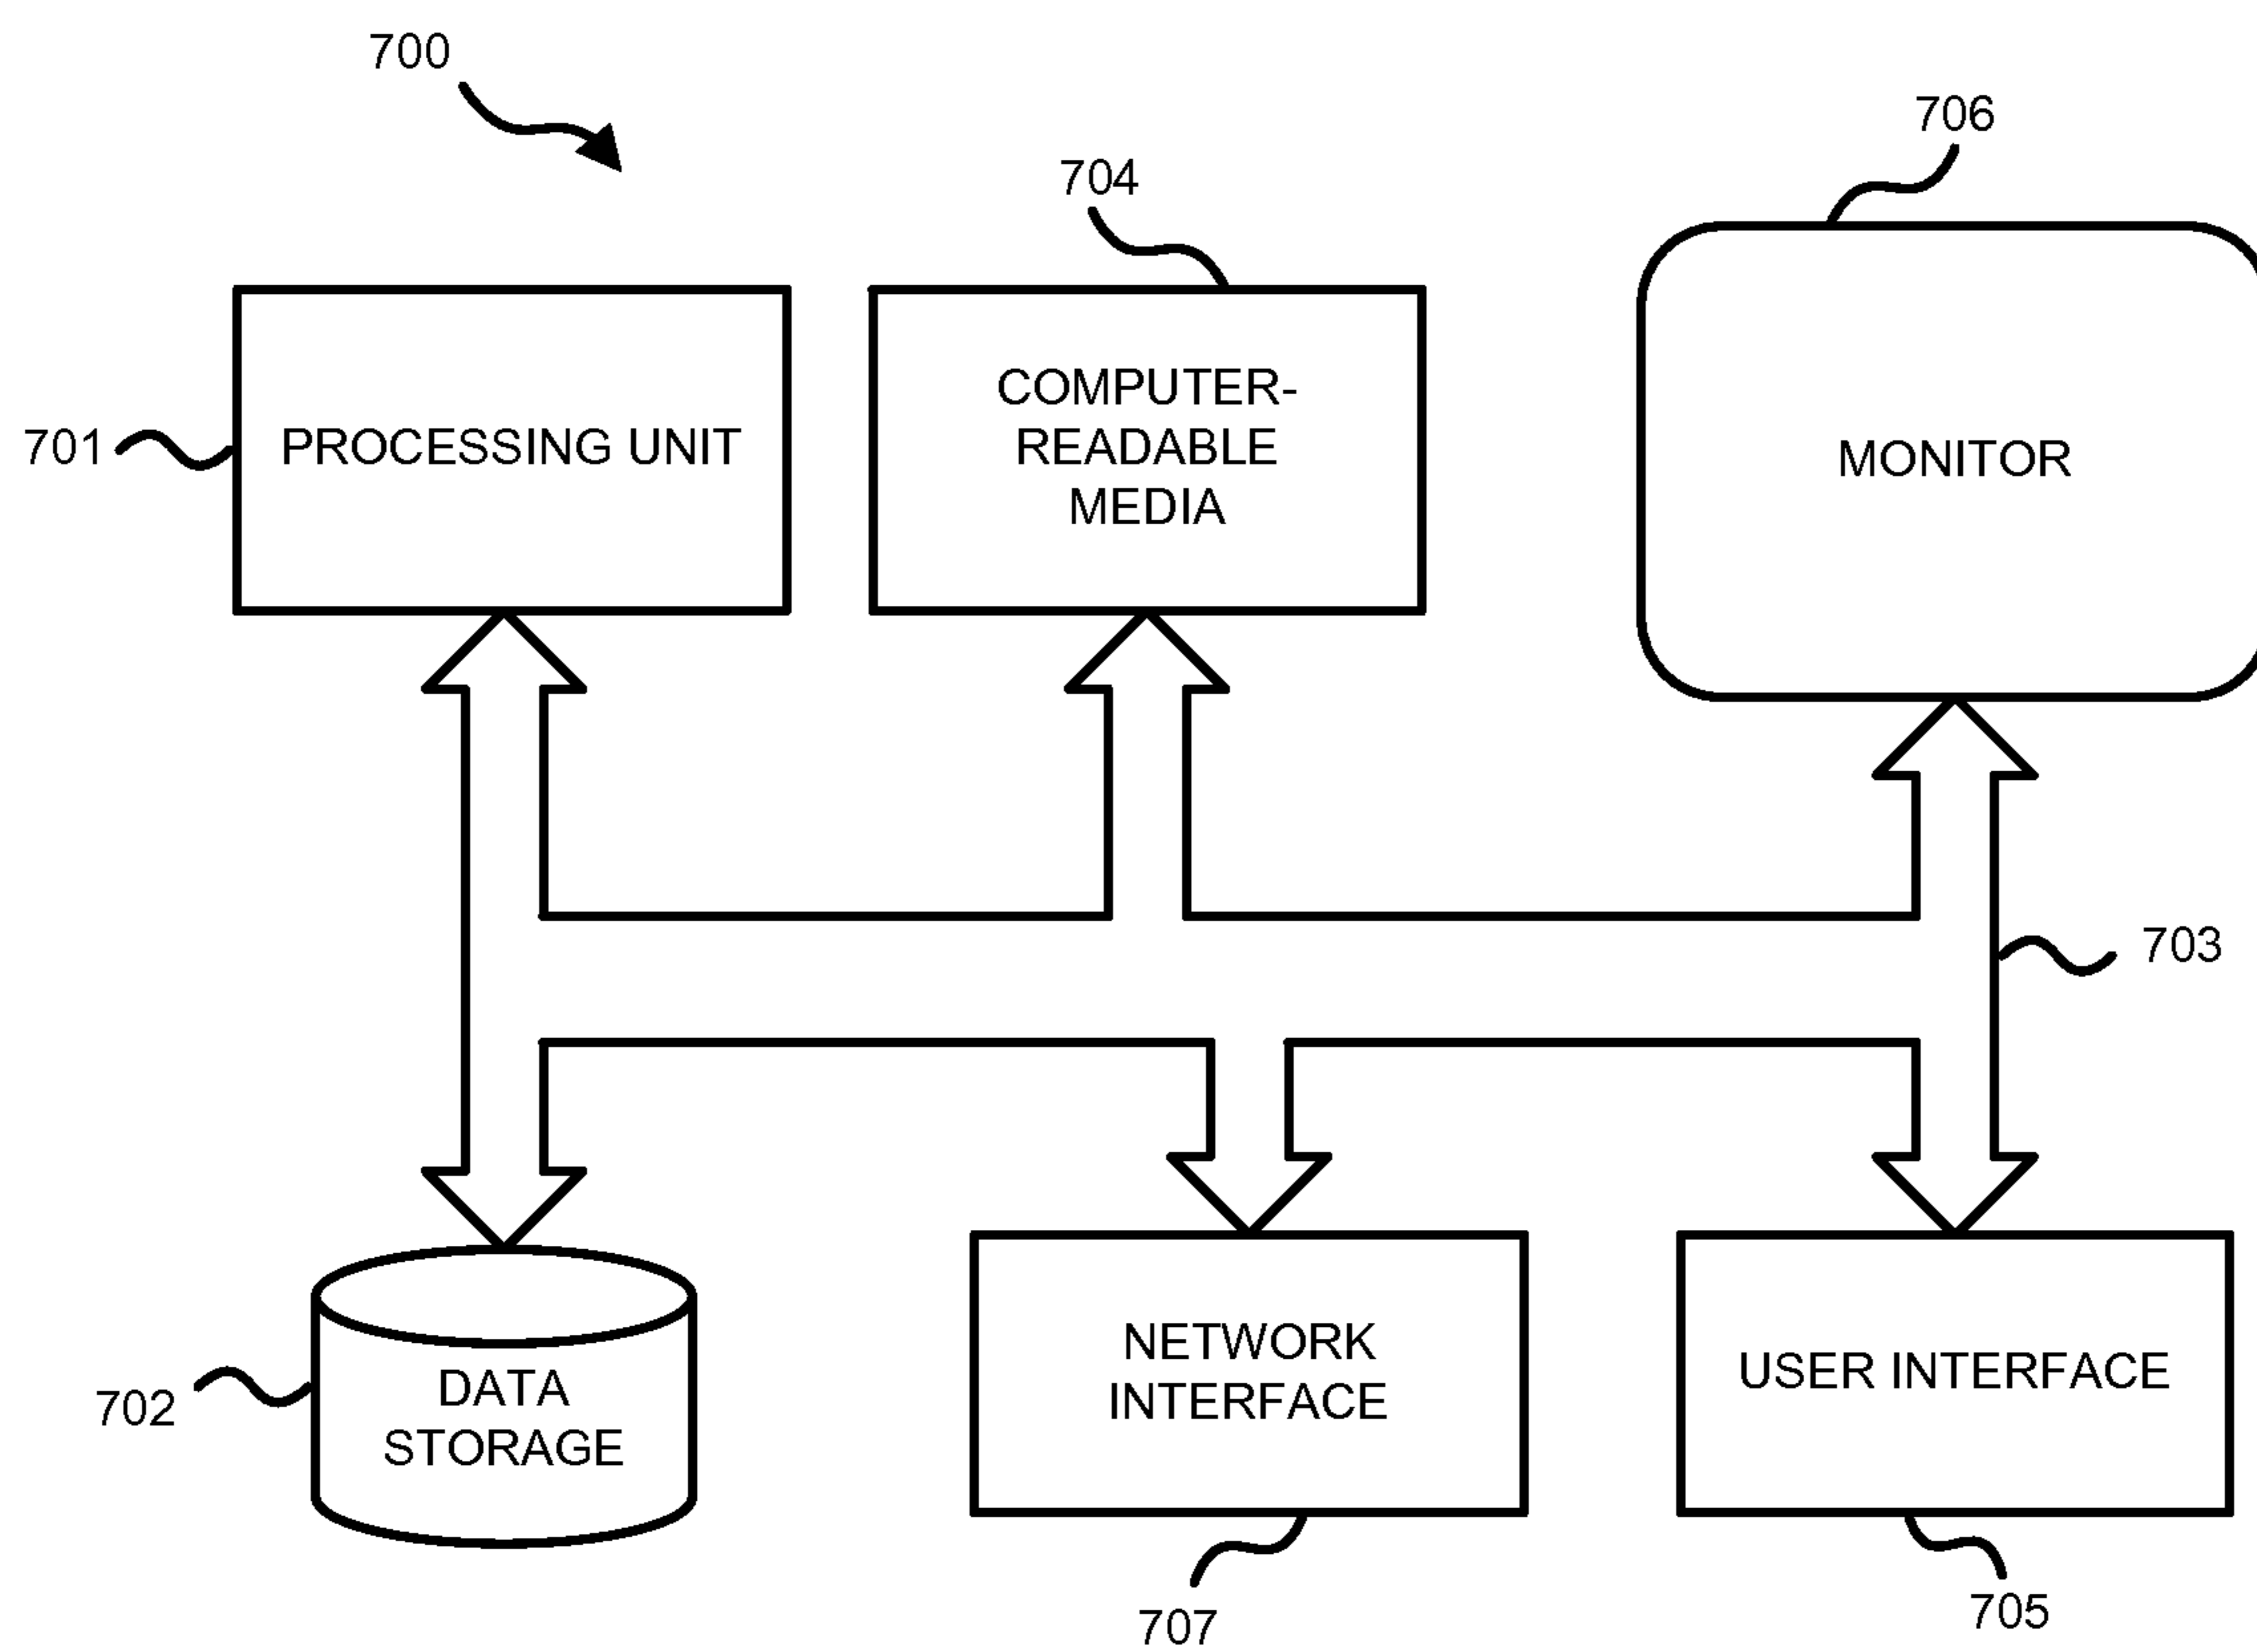 700
706
704
COMPUTER-
READABLE
MEDIA
701
PROCESSING UNIT
MONITOR
703
702
DATA
STORAGE
NETWORK
INTERFACE
USER INTERFACE
707
705